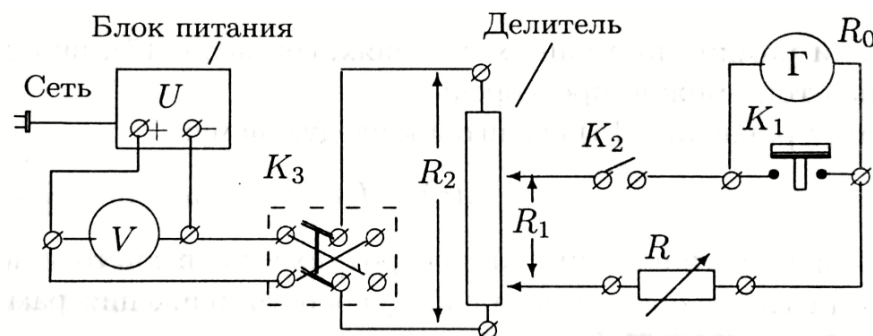 Блок питания
Делитель
Сеть
U
+
−
V
K₃
R₂
R₁
K₂
K₁
Γ
R₀
R